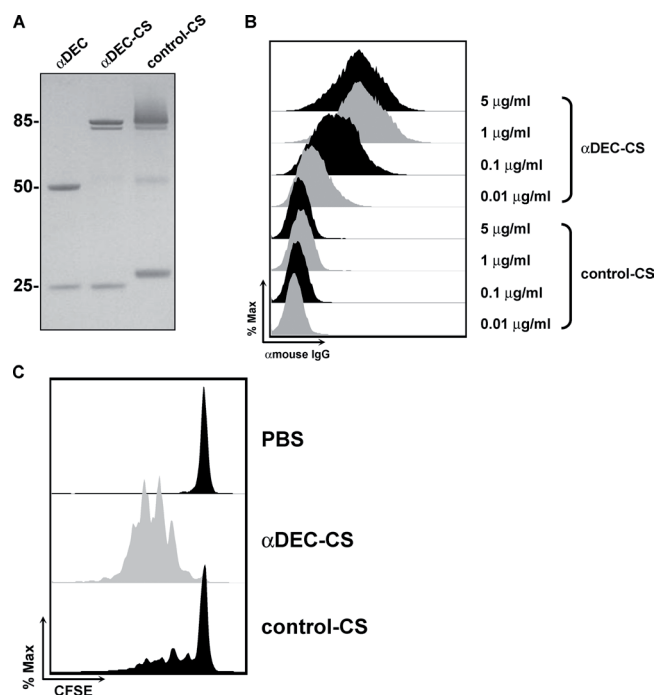 A
αDEC
αDEC-CS
control-CS
85-
50-
25-
B
5 μg/ml
1 μg/ml
0.1 μg/ml
0.01 μg/ml
αDEC-CS
5 μg/ml
1 μg/ml
0.1 μg/ml
0.01 μg/ml
control-CS
% Max
αmouse IgG
C
PBS
αDEC-CS
control-CS
% Max
CFSE